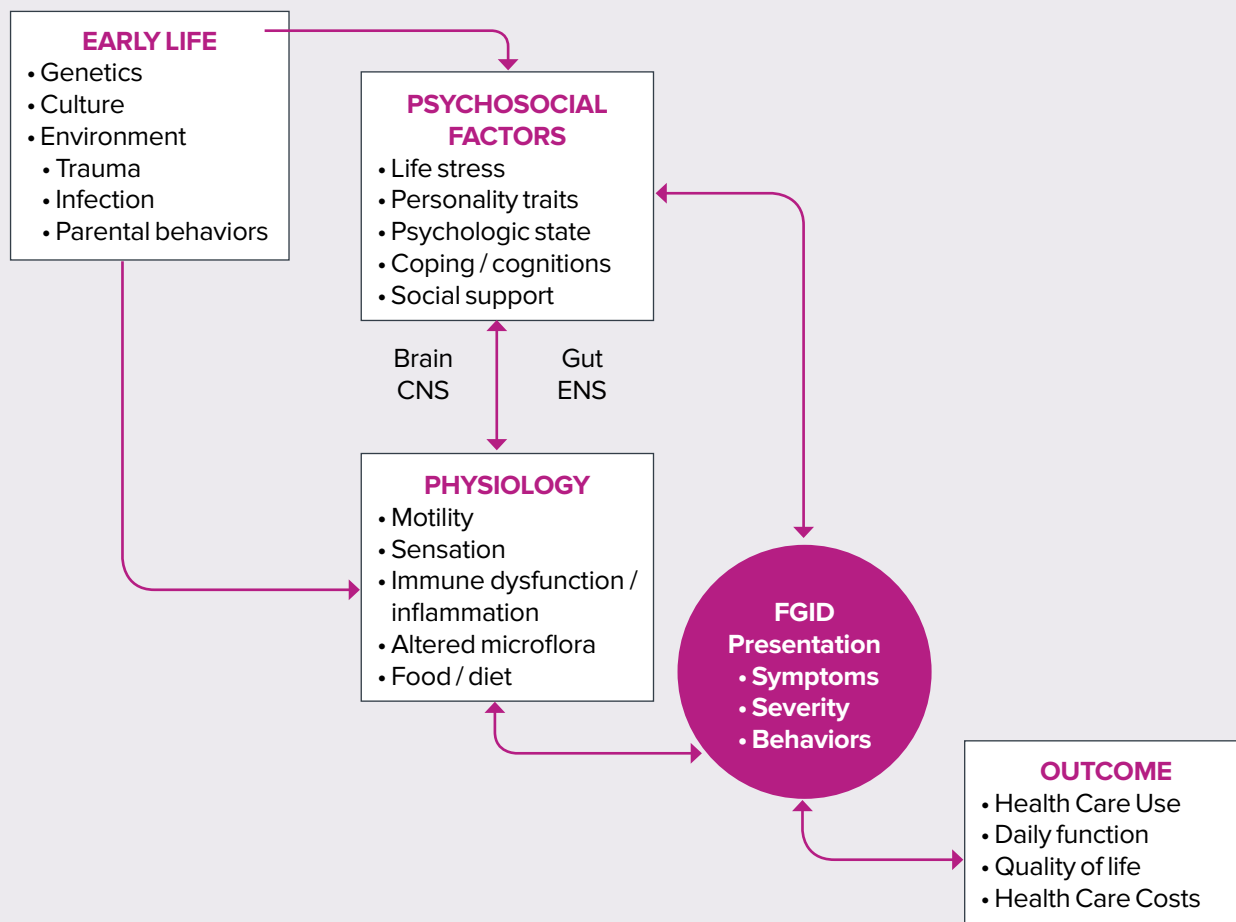 EARLY LIFE
• Genetics
• Culture
• Environment
• Trauma
• Infection
• Parental behaviors
PSYCHOSOCIAL
FACTORS
• Life stress
• Personality traits
• Psychologic state
• Coping / cognitions
• Social support
Brain
CNS
Gut
ENS
PHYSIOLOGY
• Motility
• Sensation
• Immune dysfunction /
inflammation
• Altered microflora
• Food / diet
FGID
Presentation
• Symptoms
• Severity
• Behaviors
OUTCOME
• Health Care Use
• Daily function
• Quality of life
• Health Care Costs